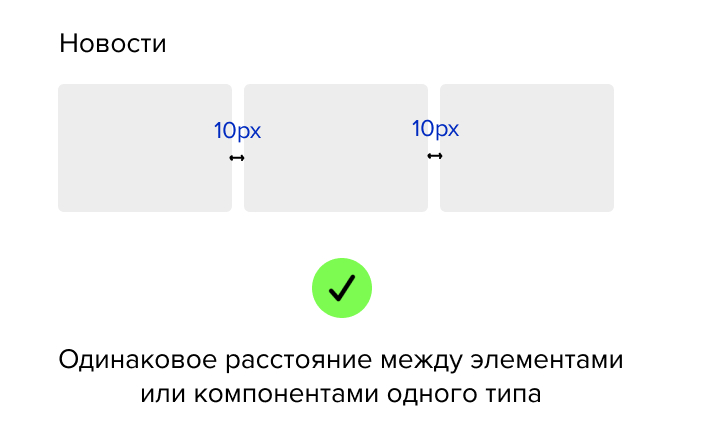 Новости
10px
10px
Одинаковое расстояние между элементами
или компонентами одного типа